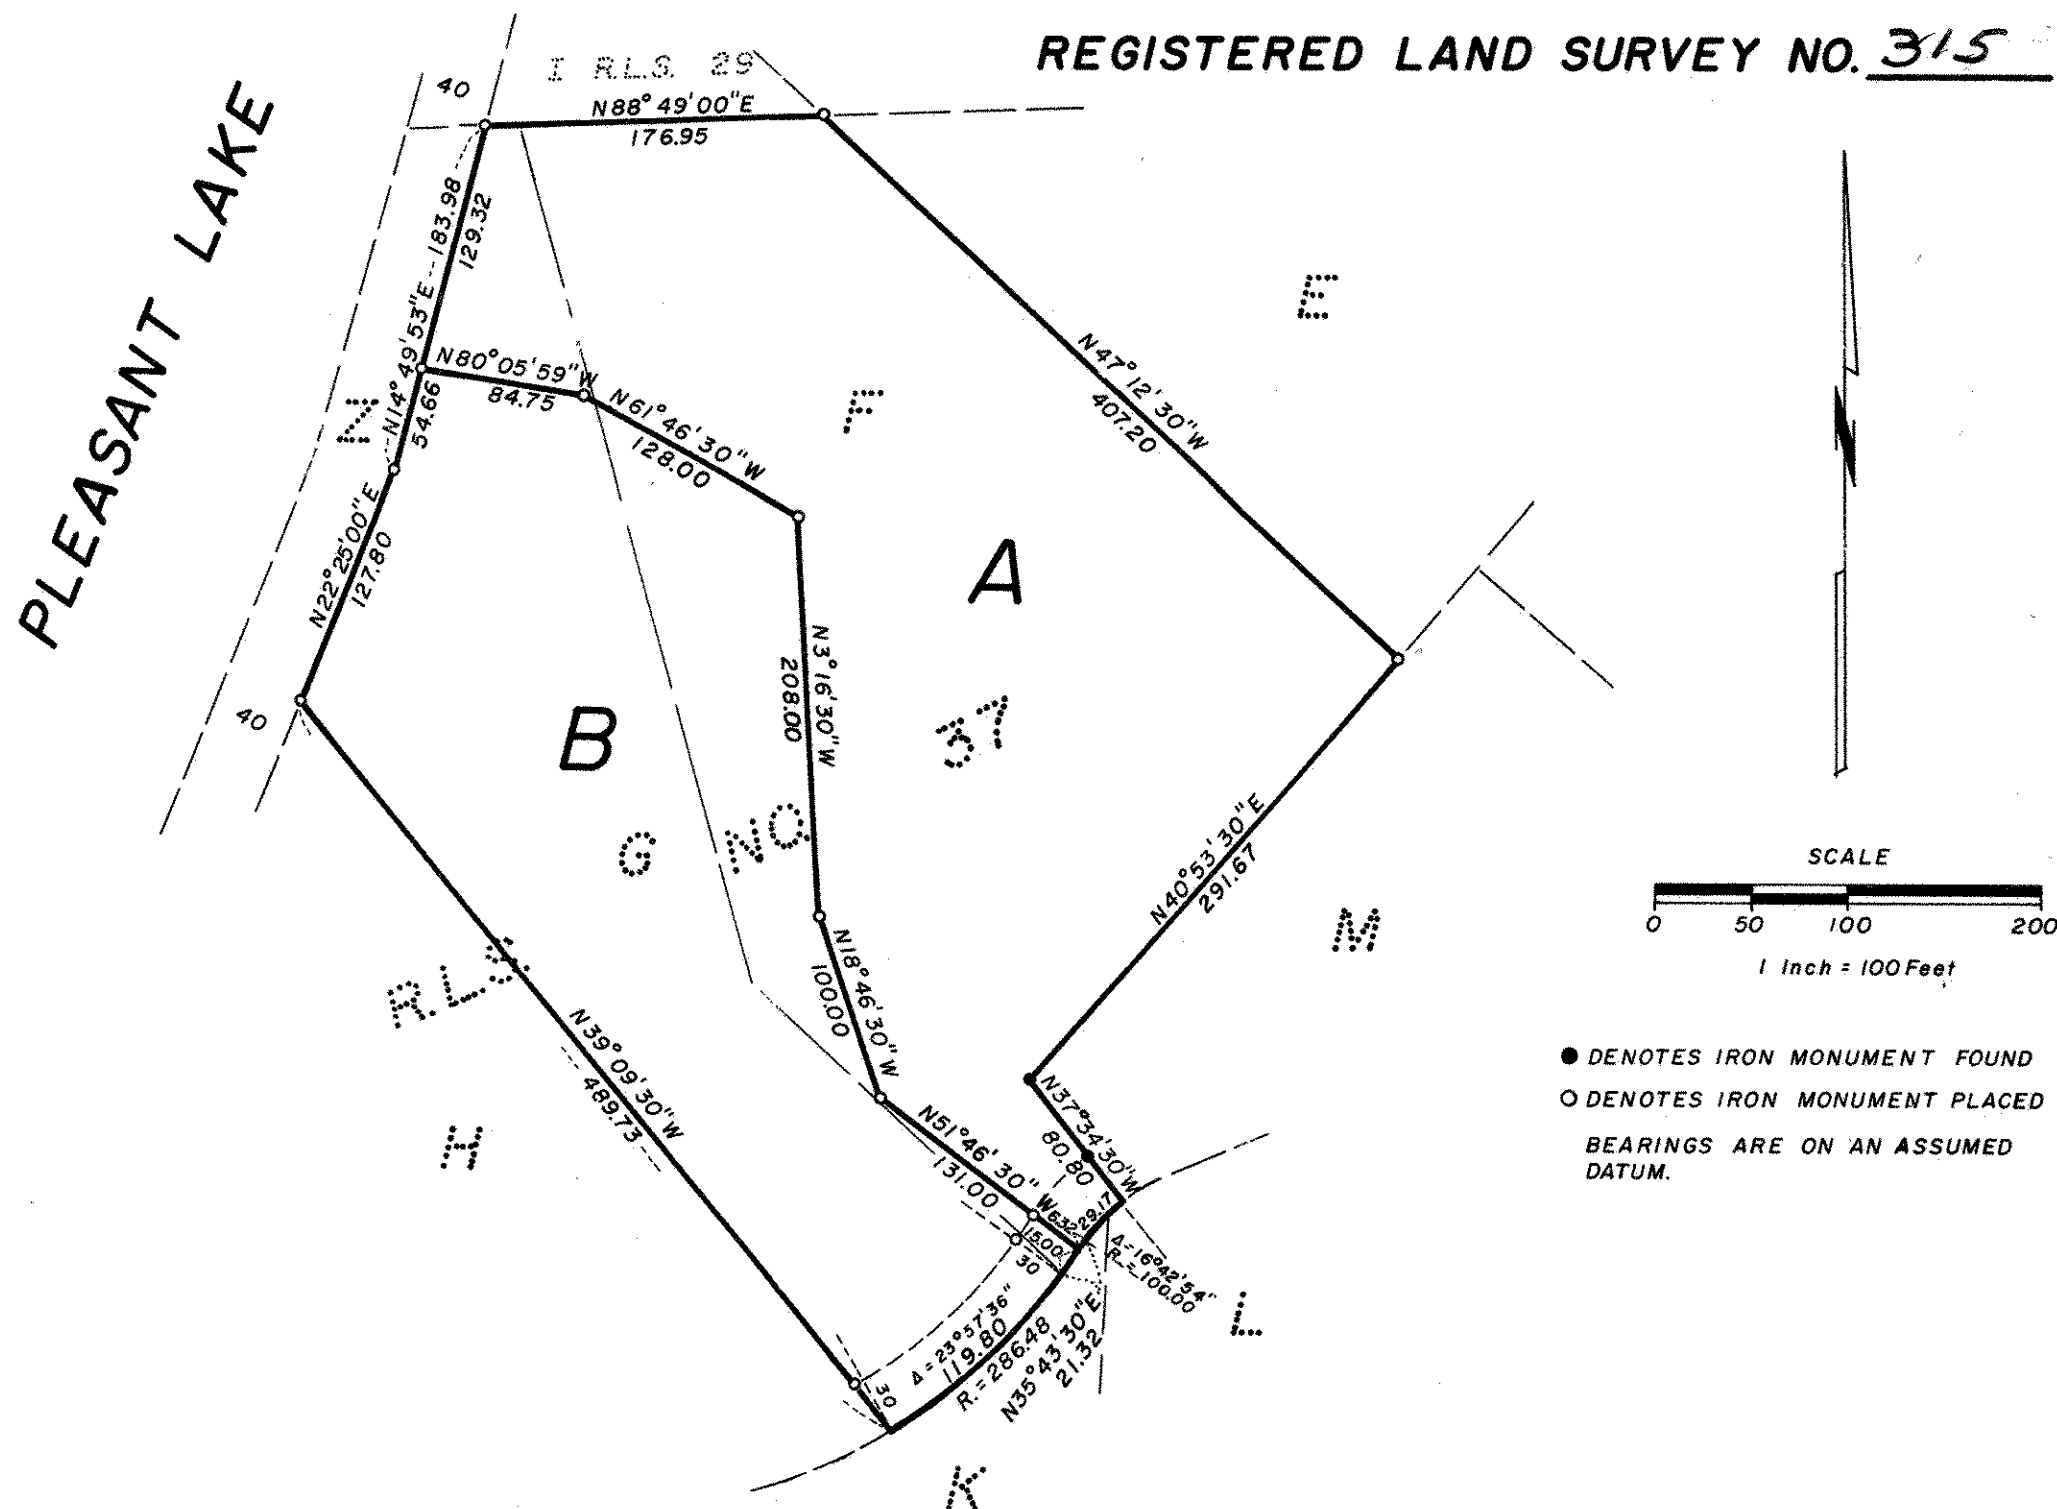 REGISTERED LAND SURVEY NO. 315
I R.L.S. 29
40
N88°49'00"E
176.95
PLEASANT LAKE
183.98
129.32
N14°49'53"E
54.66
Z
N80°05'59"W
84.75
N61°46'30"W
128.00
F
E
N47°12'30"W
407.20
N22°25'00"E
127.80
A
40
B
N3°16'30"W
208.00
37
G
NO.
R.L.S.
N40°53'30"E
291.67
M
SCALE
0 50 100 200
1 Inch = 100 Feet
N18°46'30"W
100.00
N39°09'30"W
489.73
H
● DENOTES IRON MONUMENT FOUND
○ DENOTES IRON MONUMENT PLACED
BEARINGS ARE ON AN ASSUMED
DATUM.
N37°34'30"W
80.80
N51°46'30"W
131.00
6.32
29.17
15.00
30
Δ=16°42'54"
R.=100.00
L
Δ=23°57'36"
119.80
R.=286.48
N35°43'30"E
21.32
30
K